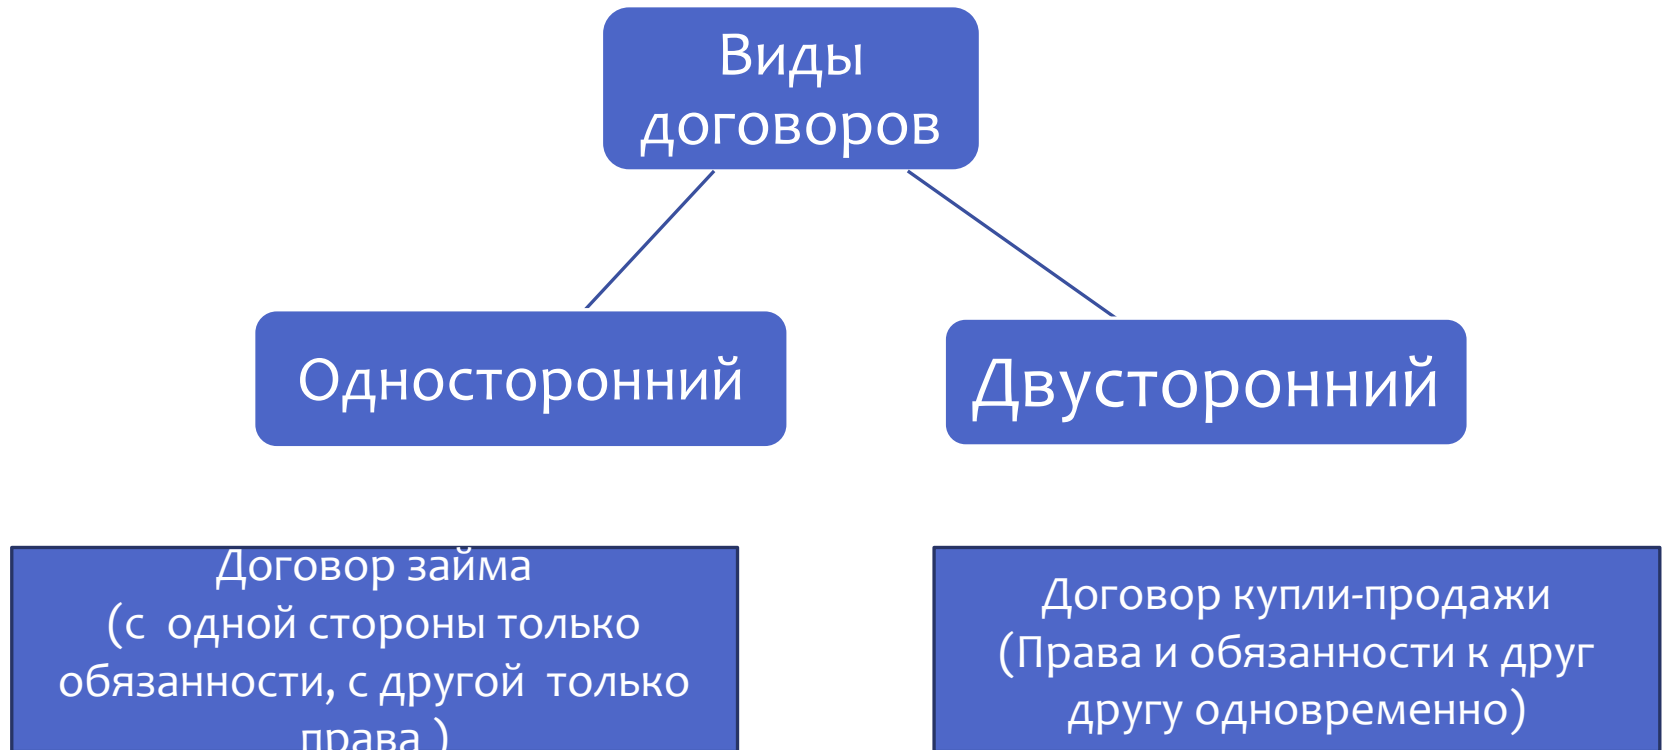 Виды
договоров
Односторонний
Двусторонний
Договор займа
(с одной стороны только
обязанности, с другой только
права )
Договор купли-продажи
(Права и обязанности к друг
другу одновременно)